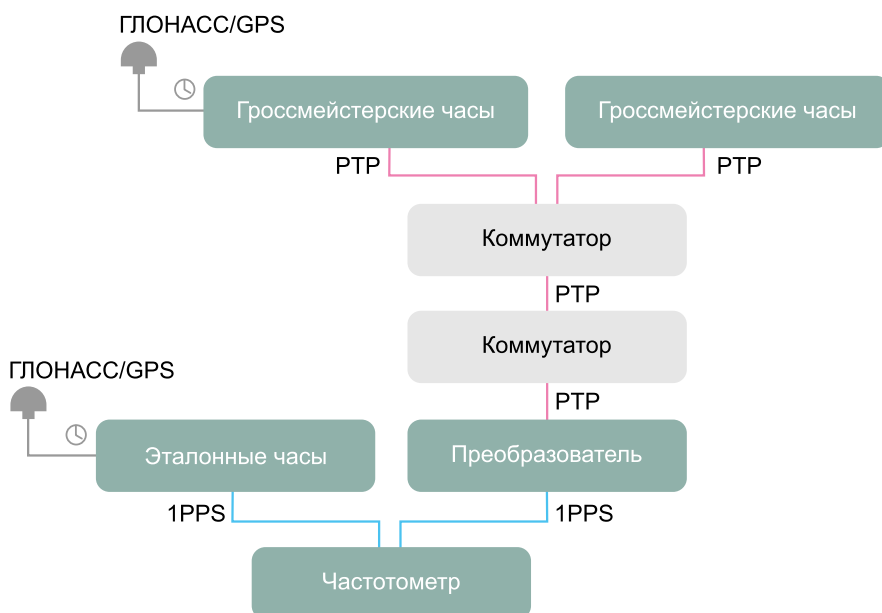 ГЛОНАСС/GPS
Гроссмейстерские часы
Гроссмейстерские часы
PTP
PTP
Коммутатор
PTP
Коммутатор
ГЛОНАСС/GPS
PTP
Эталонные часы
Преобразователь
1PPS
1PPS
Частотометр